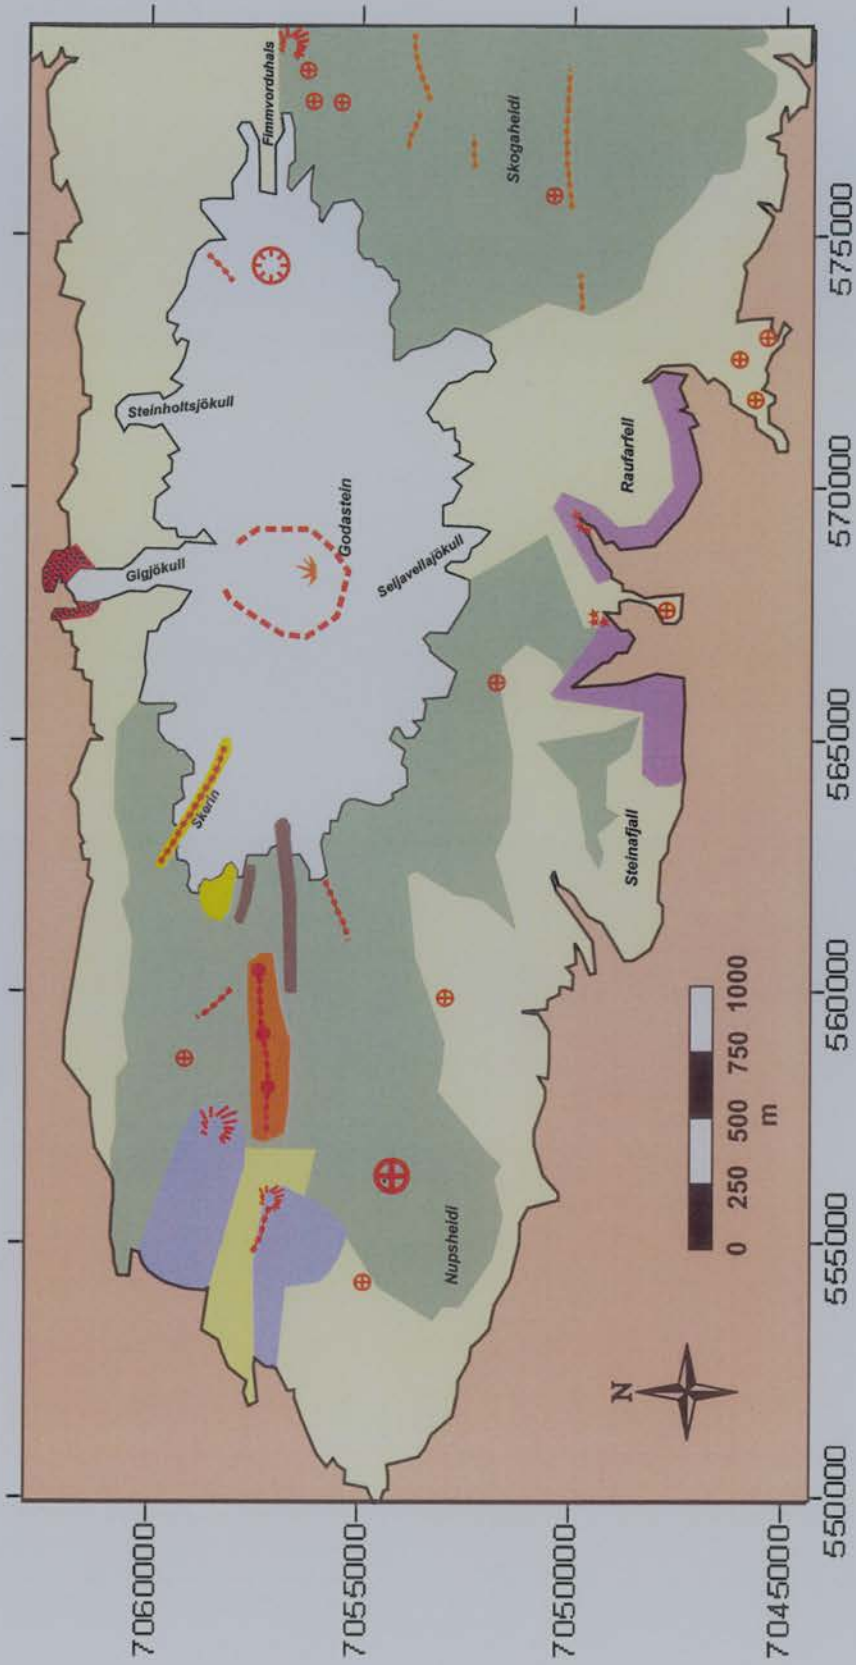 Fimmvorduhals
Skogaheidi
Steinholtsjökull
Gigjökull
Godastein
Seljavellajökull
Raufarfell
Skerin
Steinafjall
Nupsheidi
N
0 250 500 750 1000
m
7060000
7055000
7050000
7045000
550000
555000
560000
565000
570000
575000